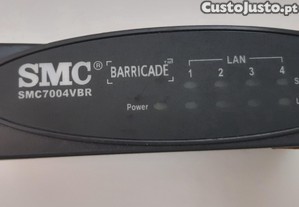 Custojusto.pt
SMC® BARRICADE LAN
SMC7004VBR 1 2 3 4
Power